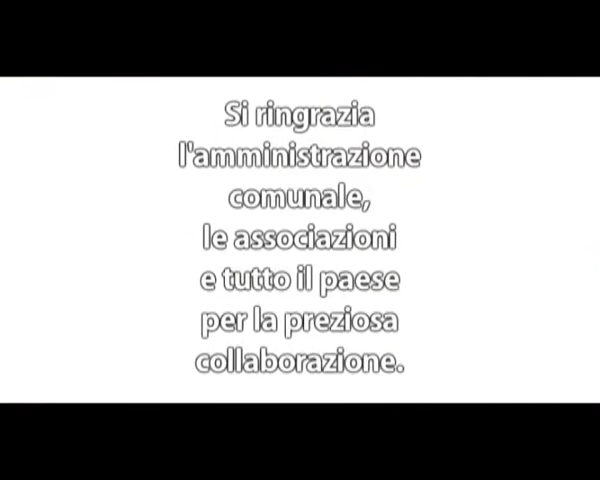 Si ringrazia
l'amministrazione
comunale,
le associazioni
e tutto il paese
per la preziosa
collaborazione.